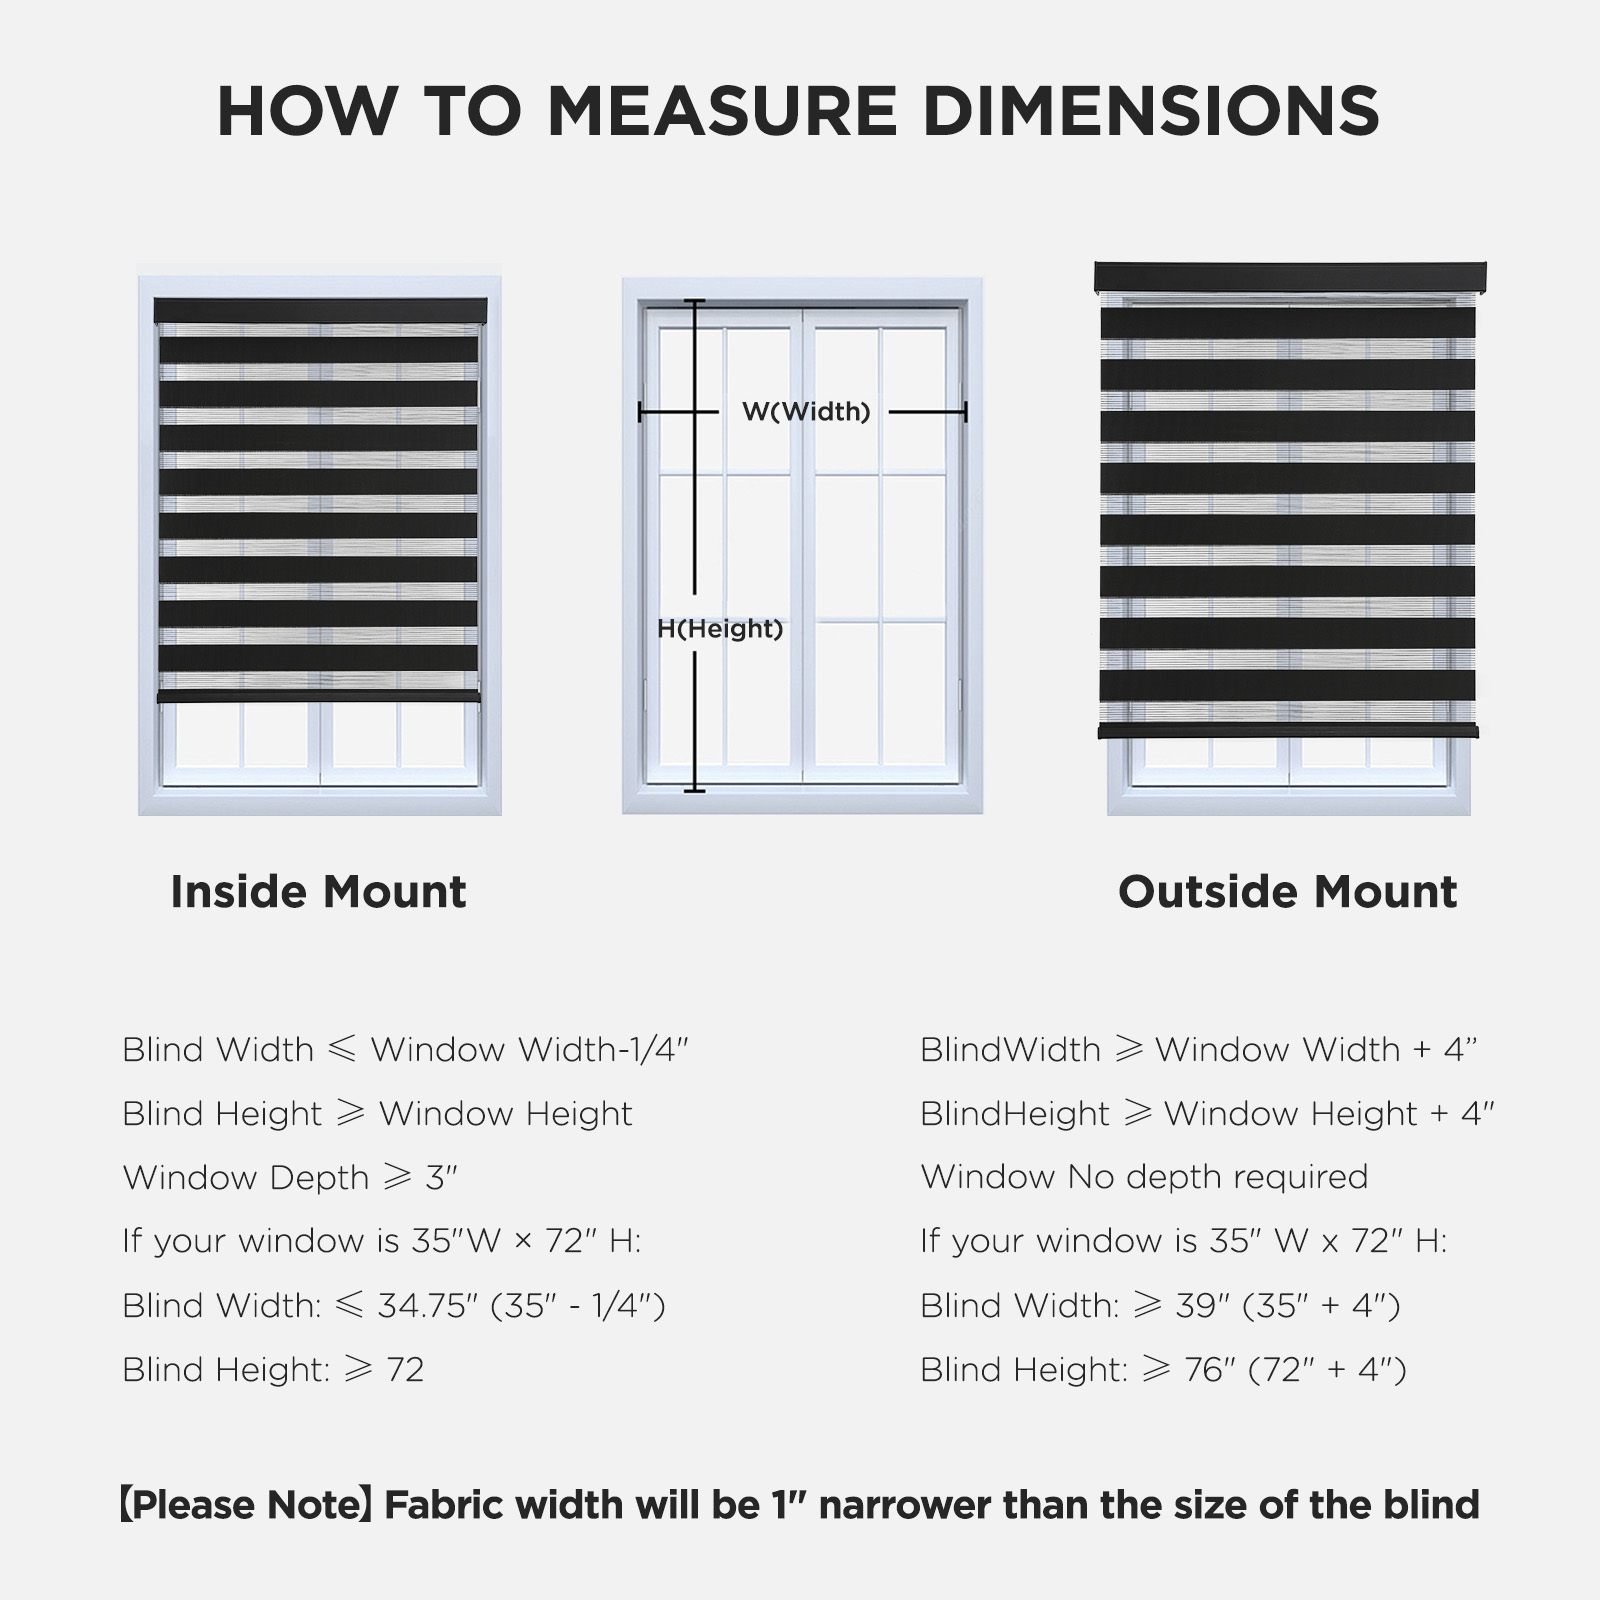 HOW TO MEASURE DIMENSIONS
W(Width)
H(Height)
Inside Mount
Outside Mount
Blind Width ⩽ Window Width-1/4"
Blind Height ⩾ Window Height
Window Depth ⩾ 3"
If your window is 35"W × 72" H:
Blind Width: ⩽ 34.75" (35" - 1/4")
Blind Height: ⩾ 72
BlindWidth ⩾ Window Width + 4”
BlindHeight ⩾ Window Height + 4"
Window No depth required
If your window is 35" W x 72" H:
Blind Width: ⩾ 39" (35" + 4")
Blind Height: ⩾ 76" (72" + 4")
【Please Note】Fabric width will be 1" narrower than the size of the blind